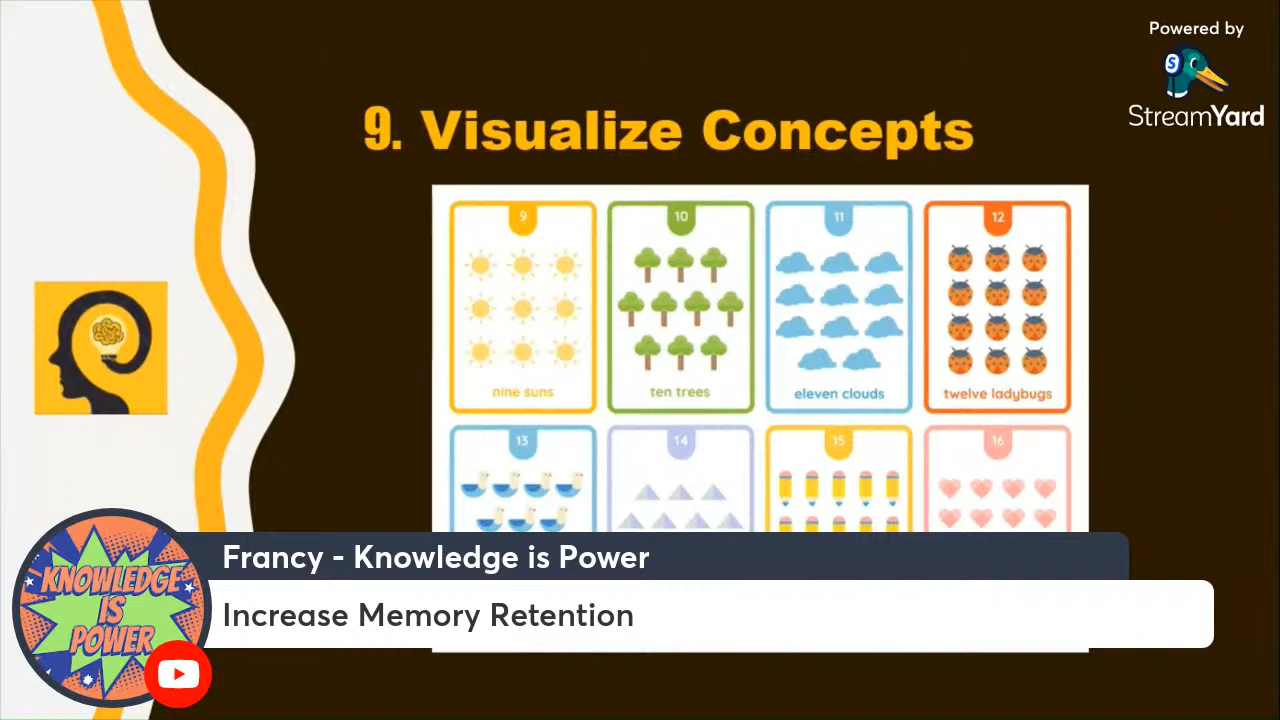 Powered by
S
StreamYard
9. Visualize Concepts
9
10
11
12
nine suns
ten trees
eleven clouds
twelve ladybugs
13
14
15
16
Francy - Knowledge is Power
Increase Memory Retention
KNOWLEDGE
IS
POWER